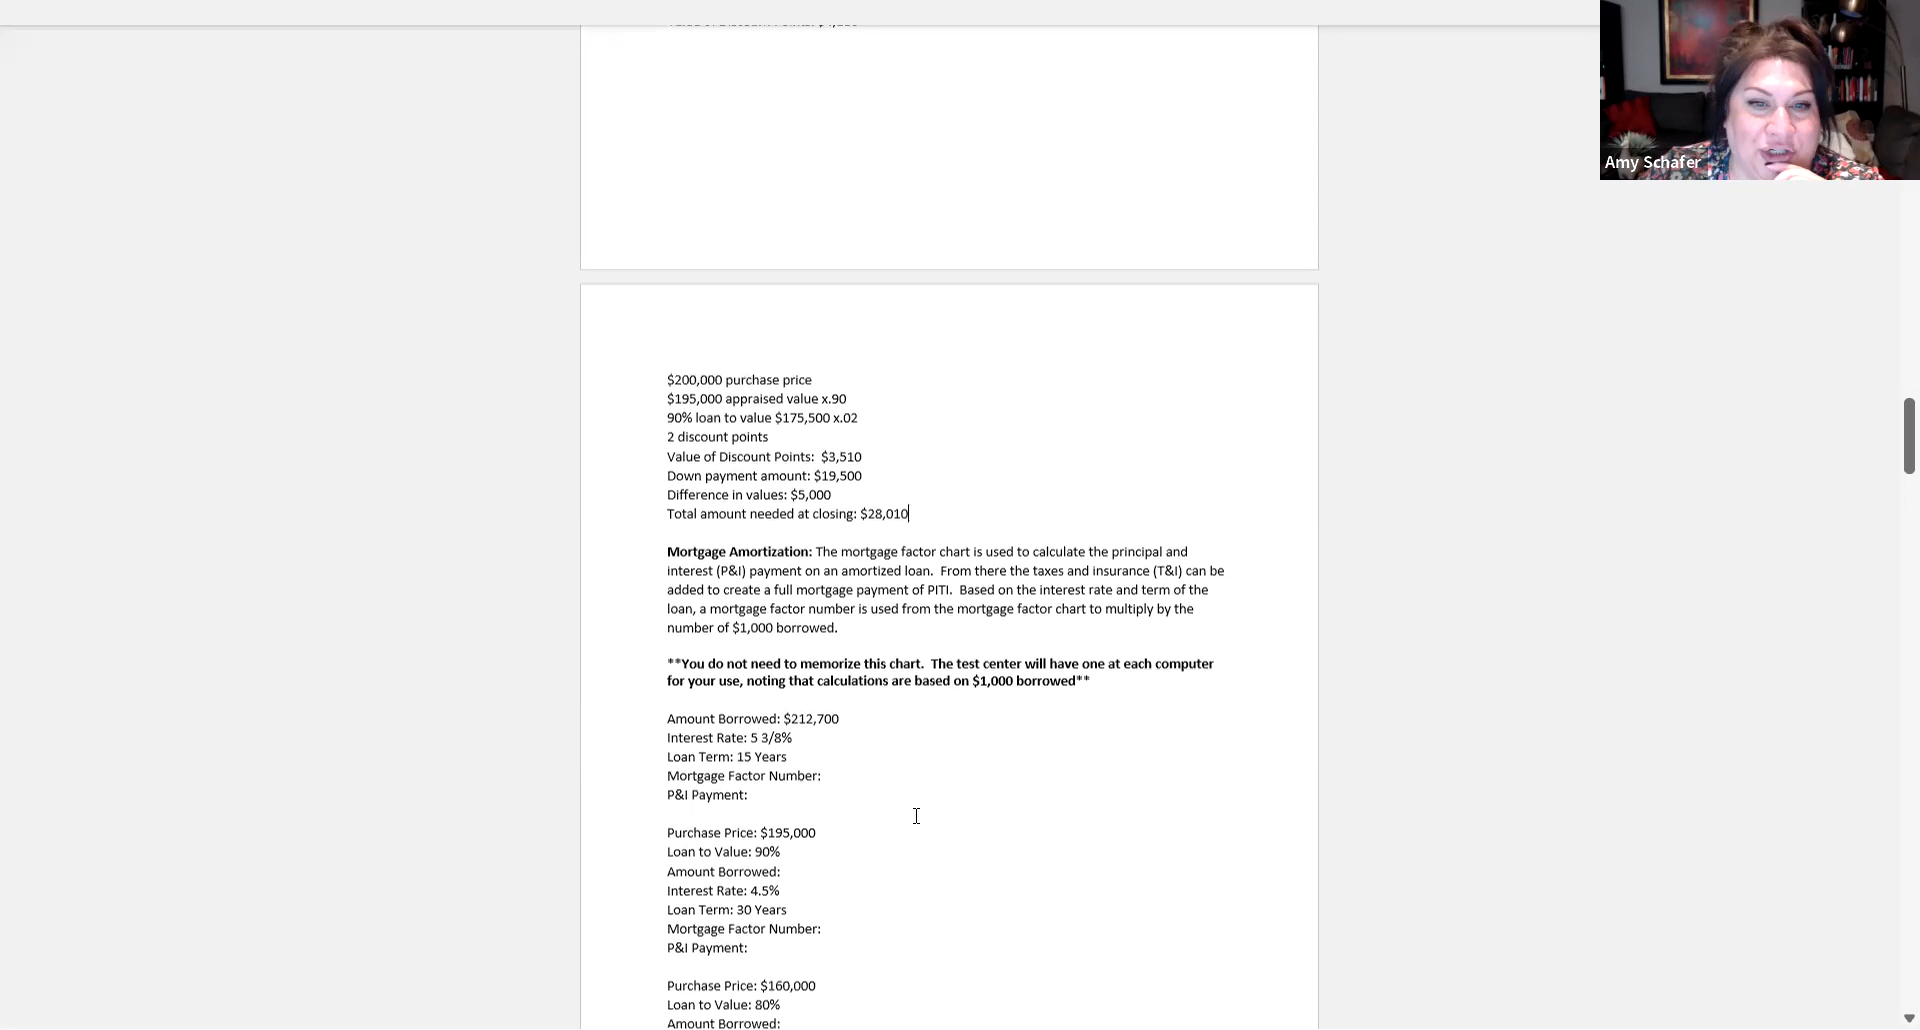 Amy Schafer
$200,000 purchase price
$195,000 appraised value x.90
90% loan to value $175,500 x.02
2 discount points
Value of Discount Points:  $3,510
Down payment amount: $19,500
Difference in values: $5,000
Total amount needed at closing: $28,010
Mortgage Amortization: The mortgage factor chart is used to calculate the principal and
interest (P&I) payment on an amortized loan.  From there the taxes and insurance (T&I) can be
added to create a full mortgage payment of PITI.  Based on the interest rate and term of the
loan, a mortgage factor number is used from the mortgage factor chart to multiply by the
number of $1,000 borrowed.
**You do not need to memorize this chart.  The test center will have one at each computer
for your use, noting that calculations are based on $1,000 borrowed**
Amount Borrowed: $212,700
Interest Rate: 5 3/8%
Loan Term: 15 Years
Mortgage Factor Number:
P&I Payment:
Purchase Price: $195,000
Loan to Value: 90%
Amount Borrowed:
Interest Rate: 4.5%
Loan Term: 30 Years
Mortgage Factor Number:
P&I Payment:
Purchase Price: $160,000
Loan to Value: 80%
Amount Borrowed: